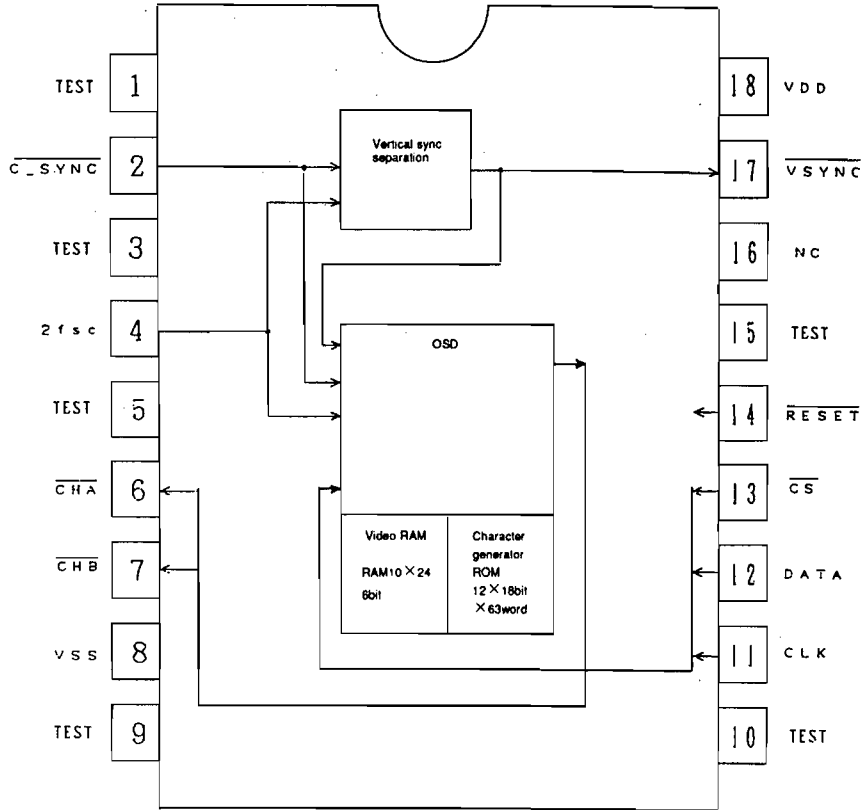 TEST 1
C_SYNC 2
TEST 3
2fsc 4
TEST 5
CHA 6
CHB 7
VSS 8
TEST 9
Vertical sync
separation
OSD
Video RAM
RAM10×24
6bit
Character
generator
ROM
12×18bit
×63word
18 VDD
17 VSYNC
16 NC
15 TEST
14 RESET
13 CS
12 DATA
11 CLK
10 TEST